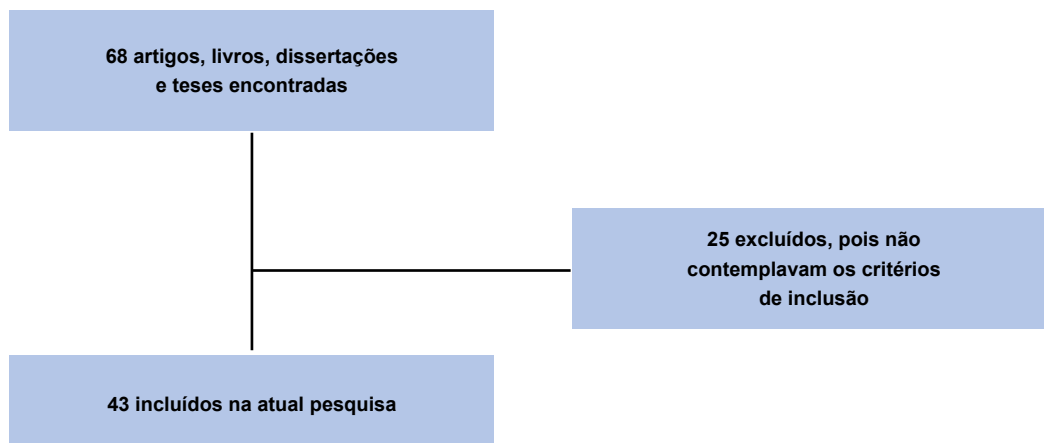 68 artigos, livros, dissertações
e teses encontradas
25 excluídos, pois não
contemplavam os critérios
de inclusão
43 incluídos na atual pesquisa